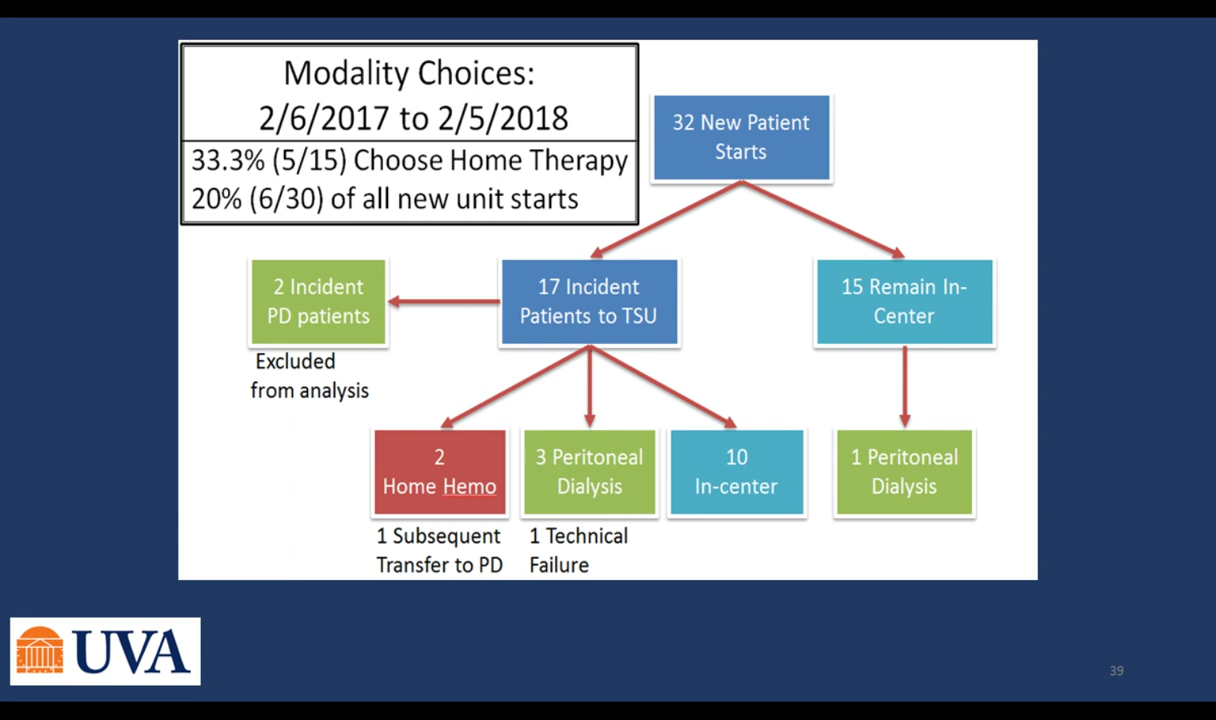 Modality Choices:
2/6/2017 to 2/5/2018
33.3% (5/15) Choose Home Therapy
20% (6/30) of all new unit starts
32 New Patient
Starts
2 Incident
PD patients
Excluded
from analysis
17 Incident
Patients to TSU
15 Remain In-
Center
2
Home Hemo
1 Subsequent
Transfer to PD
3 Peritoneal
Dialysis
1 Technical
Failure
10
In-center
1 Peritoneal
Dialysis
UVA
39